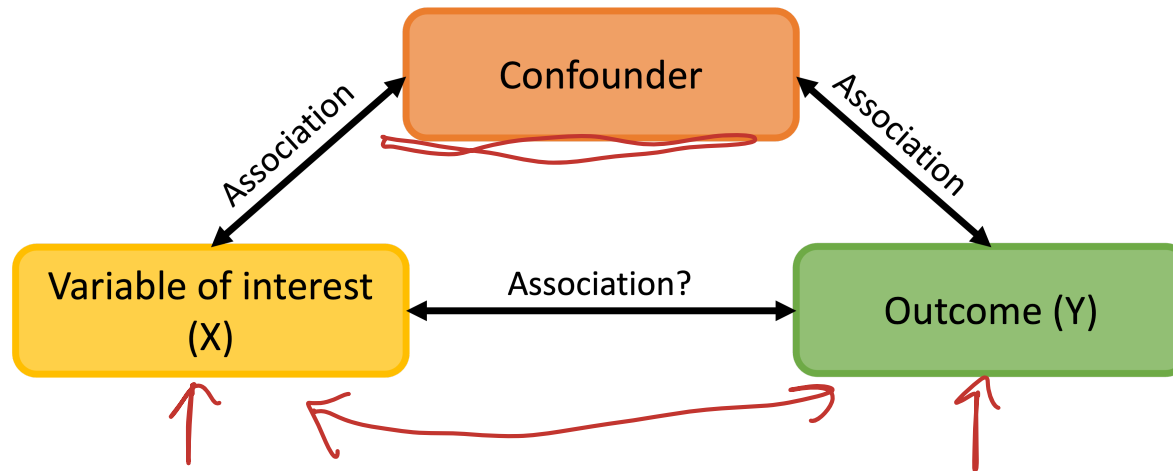 Confounder
Association
Association
Variable of interest
(X)
Association?
Outcome (Y)